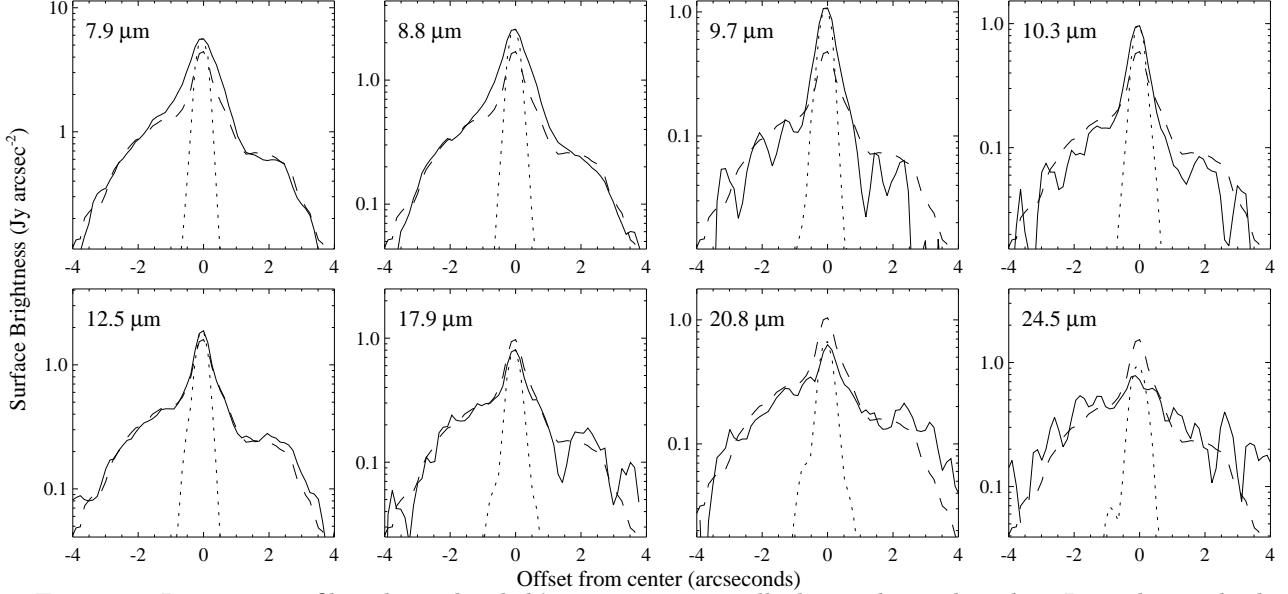 7.9 µm
8.8 µm
9.7 µm
10.3 µm
10
1
1.0
0.1
1.0
0.1
1.0
0.1
-4 -2 0 2 4
-4 -2 0 2 4
-4 -2 0 2 4
-4 -2 0 2 4
Surface Brightness (Jy arcsec-2)
12.5 µm
17.9 µm
20.8 µm
24.5 µm
1.0
0.1
1.0
0.1
1.0
0.1
1.0
0.1
-4 -2 0 2 4
-4 -2 0 2 4
-4 -2 0 2 4
-4 -2 0 2 4
Offset from center (arcseconds)